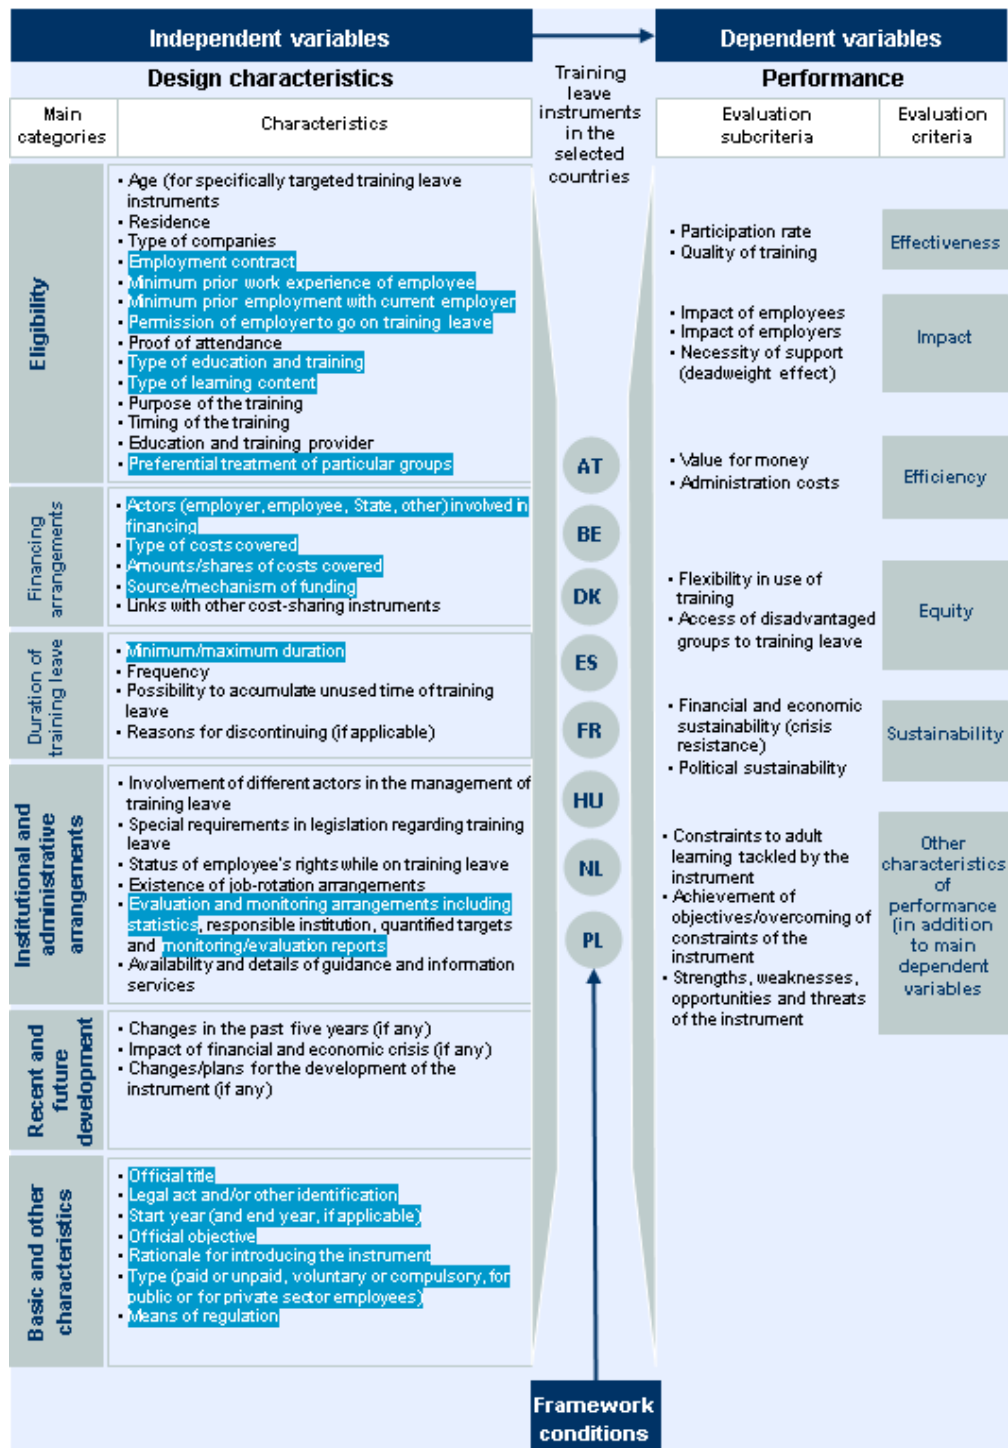 Independent variables
Dependent variables
Design characteristics
Training
leave
instruments
in the
selected
countries
Performance
Main
categories
Characteristics
Evaluation
subcriteria
Evaluation
criteria
Eligibility
• Age (for specifically targeted training leave
instruments
• Residence
• Type of companies
• Employment contract
• Minimum prior work experience of employee
• Minimum prior employment with current employer
• Permission of employer to go on training leave
• Proof of attendance
• Type of education and training
• Type of learning content
• Purpose of the training
• Timing of the training
• Education and training provider
• Preferential treatment of particular groups
Financing
arrangements
• Actors (employer, employee, State, other) involved in
financing
• Type of costs covered
• Amounts/shares of costs covered
• Source/mechanism of funding
• Links with other cost-sharing instruments
Duration of
training leave
• Minimum/maximum duration
• Frequency
• Possibility to accumulate unused time of training
leave
• Reasons for discontinuing (if applicable)
Institutional and
administrative
arrangements
• Involvement of different actors in the management of
training leave
• Special requirements in legislation regarding training
leave
• Status of employee's rights while on training leave
• Existence of job-rotation arrangements
• Evaluation and monitoring arrangements including
statistics, responsible institution, quantified targets
and monitoring/evaluation reports
• Availability and details of guidance and information
services
Recent and
future
development
• Changes in the past five years (if any)
• Impact of financial and economic crisis (if any)
• Changes/plans for the development of the
instrument (if any)
Basic and other
characteristics
• Official title
• Legal act and/or other identification
• Start year (and end year, if applicable)
• Official objective
• Rationale for introducing the instrument
• Type (paid or unpaid, voluntary or compulsory, for
public or for private sector employees)
• Means of regulation
AT
BE
DK
ES
FR
HU
NL
PL
Framework
conditions
• Participation rate
• Quality of training
Effectiveness
• Impact of employees
• Impact of employers
• Necessity of support
(deadweight effect)
Impact
• Value for money
• Administration costs
Efficiency
• Flexibility in use of
training
• Access of disadvantaged
groups to training leave
Equity
• Financial and economic
sustainability (crisis
resistance)
• Political sustainability
Sustainability
• Constraints to adult
learning tackled by the
instrument
• Achievement of
objectives/overcoming of
constraints of the
instrument
• Strengths, weaknesses,
opportunities and threats
of the instrument
Other
characteristics
of
performance
(in addition
to main
dependent
variables